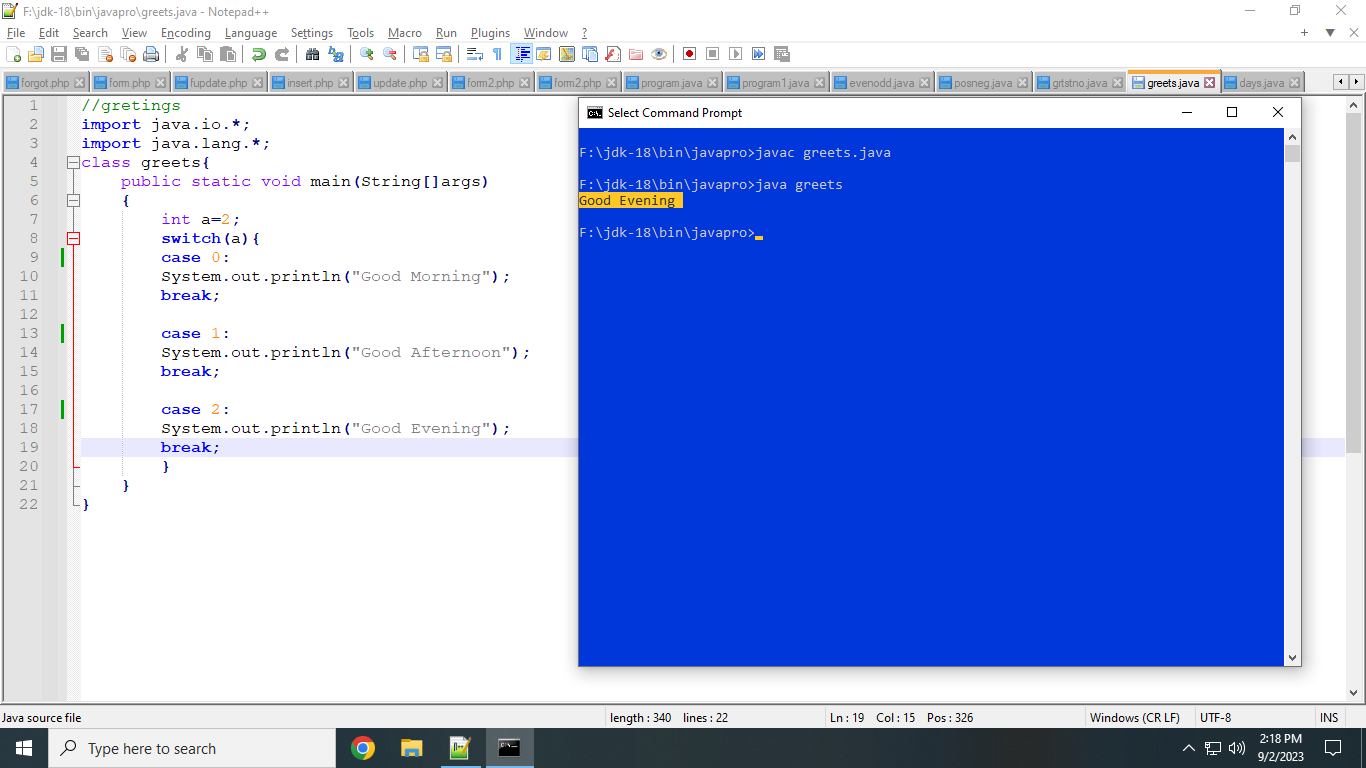 F:\jdk-18\bin\javapro\greets.java - Notepad++
File Edit Search View Encoding Language Settings Tools Macro Run Plugins Window ?
forgot.php form.php fupdate.php insert.php update.php form2.php form2.php program.java program1.java evenodd.java posneg.java grtstno.java greets.java days.java
1 //gretings
2 import java.io.*;
3 import java.lang.*;
4 class greets{
5 public static void main(String[]args)
6 {
7 int a=2;
8 switch(a){
9 case 0:
10 System.out.println("Good Morning");
11 break;
12
13 case 1:
14 System.out.println("Good Afternoon");
15 break;
16
17 case 2:
18 System.out.println("Good Evening");
19 break;
20 }
21 }
22 }
Select Command Prompt
F:\jdk-18\bin\javapro>javac greets.java
F:\jdk-18\bin\javapro>java greets
Good Evening
F:\jdk-18\bin\javapro>
Java source file length : 340 lines : 22 Ln : 19 Col : 15 Pos : 326 Windows (CR LF) UTF-8 INS
Type here to search
2:18 PM
9/2/2023